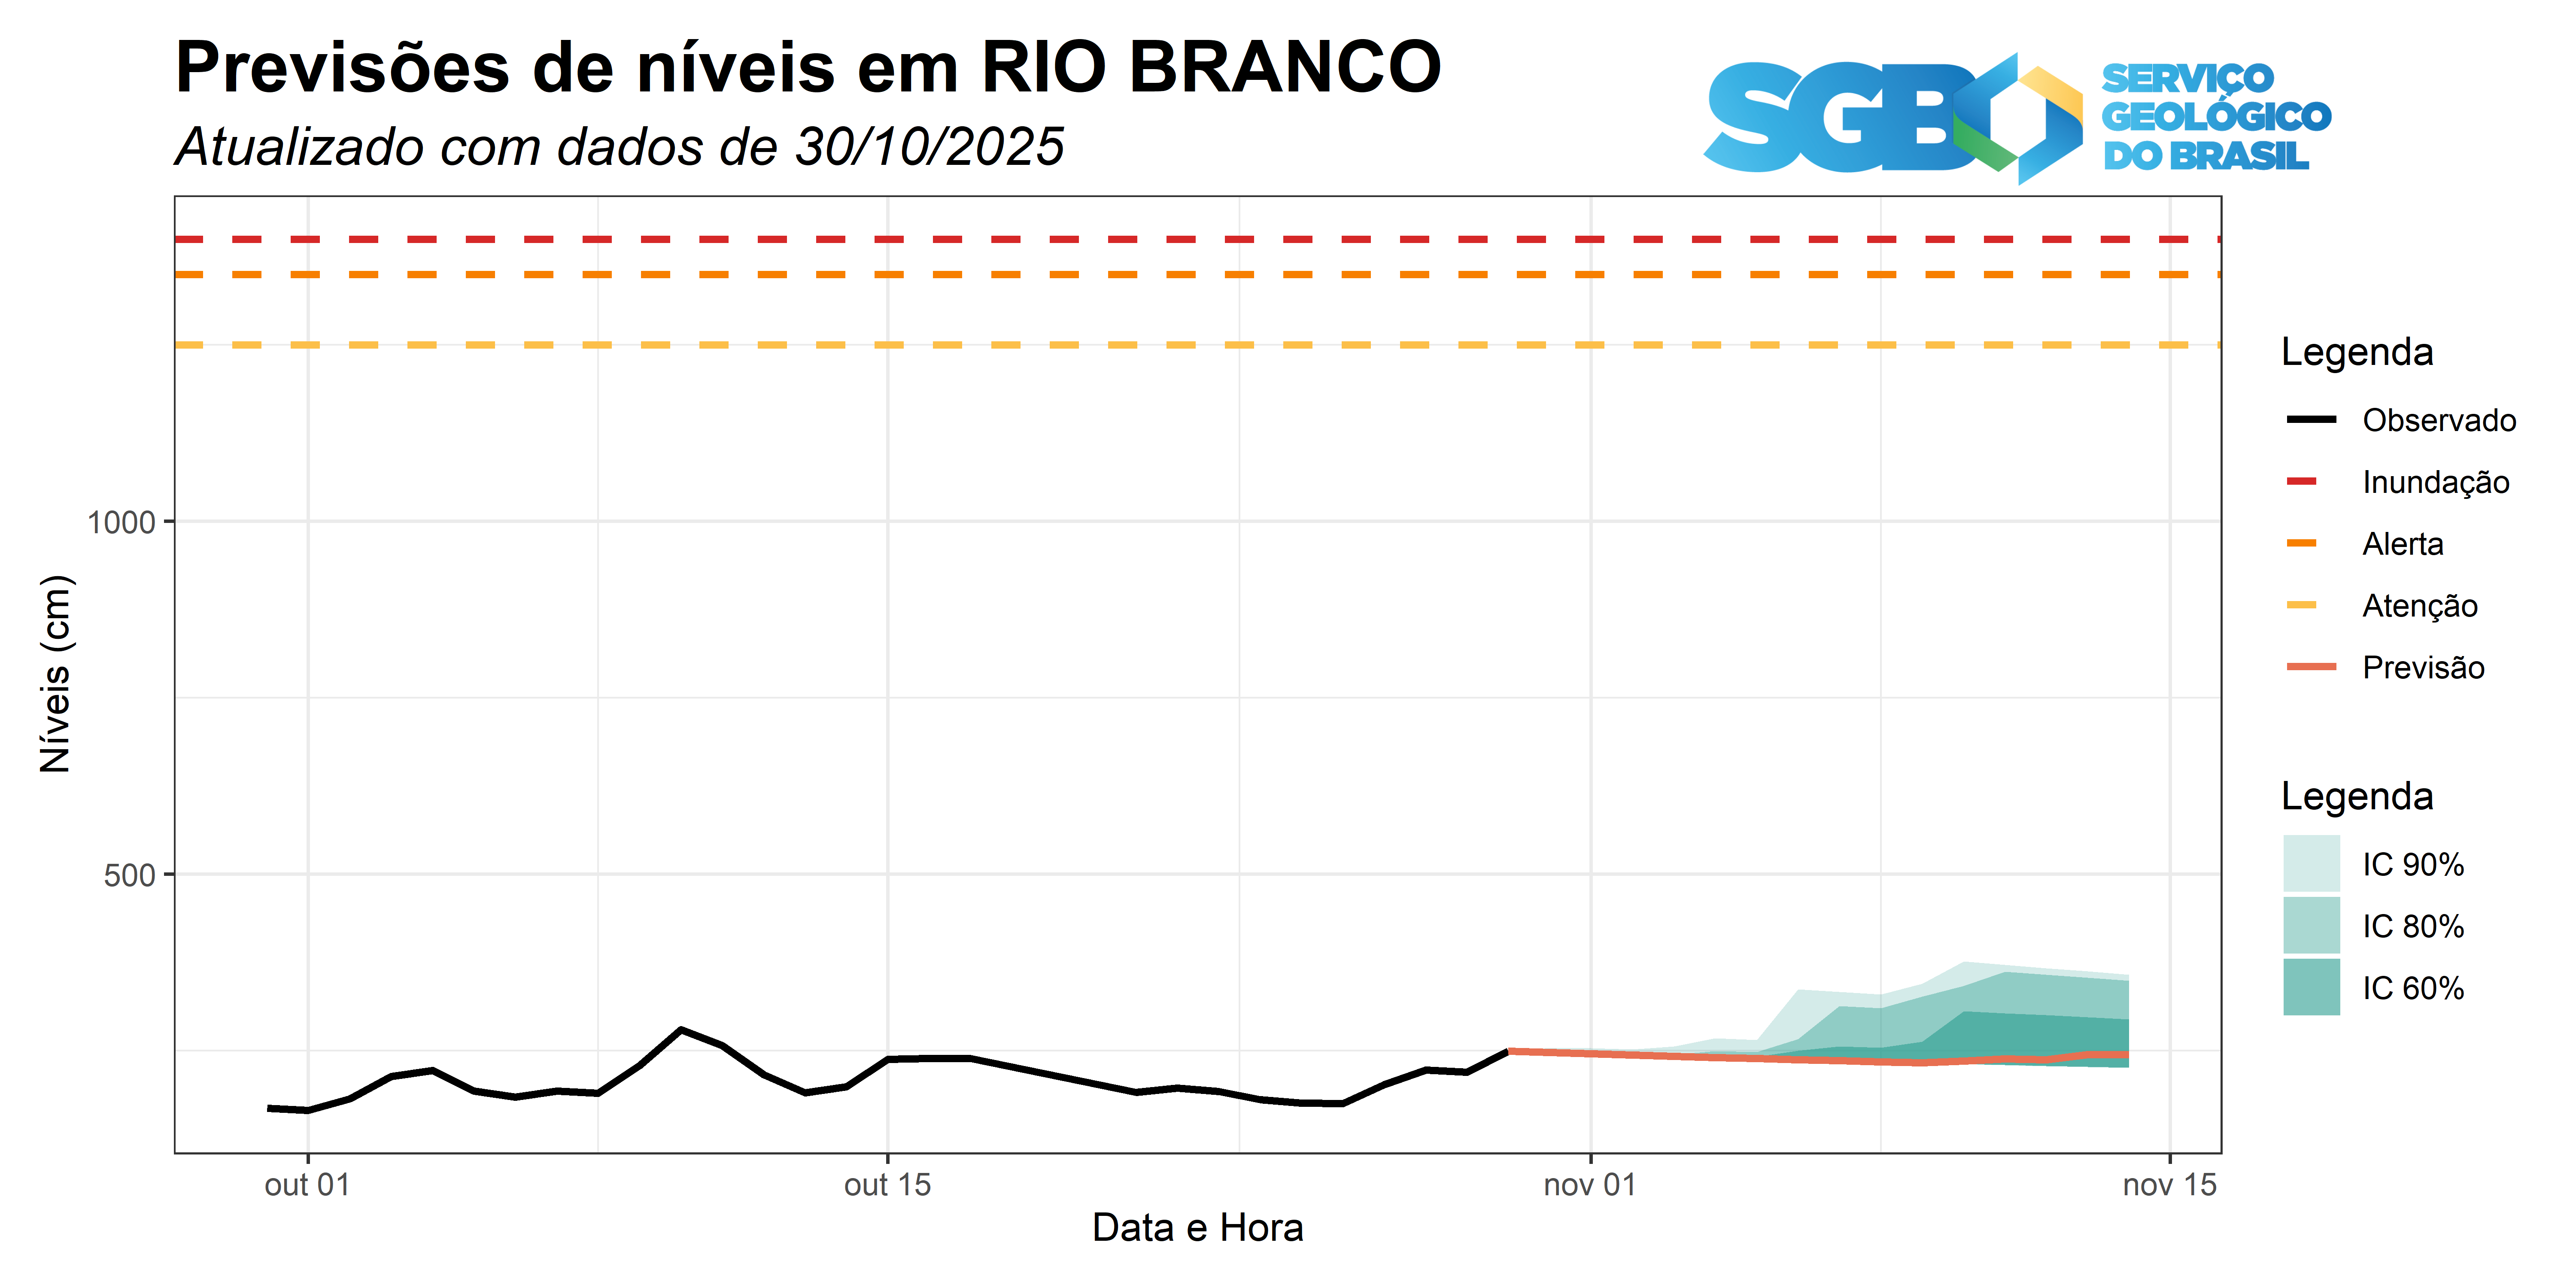 Previsões de níveis em RIO BRANCO
Atualizado com dados de 30/10/2025
SGB
SERVIÇO
GEOLÓGICO
DO BRASIL
Níveis (cm)
1000
500
out 01
out 15
nov 01
nov 15
Data e Hora
Legenda
Observado
Inundação
Alerta
Atenção
Previsão
Legenda
IC 90%
IC 80%
IC 60%